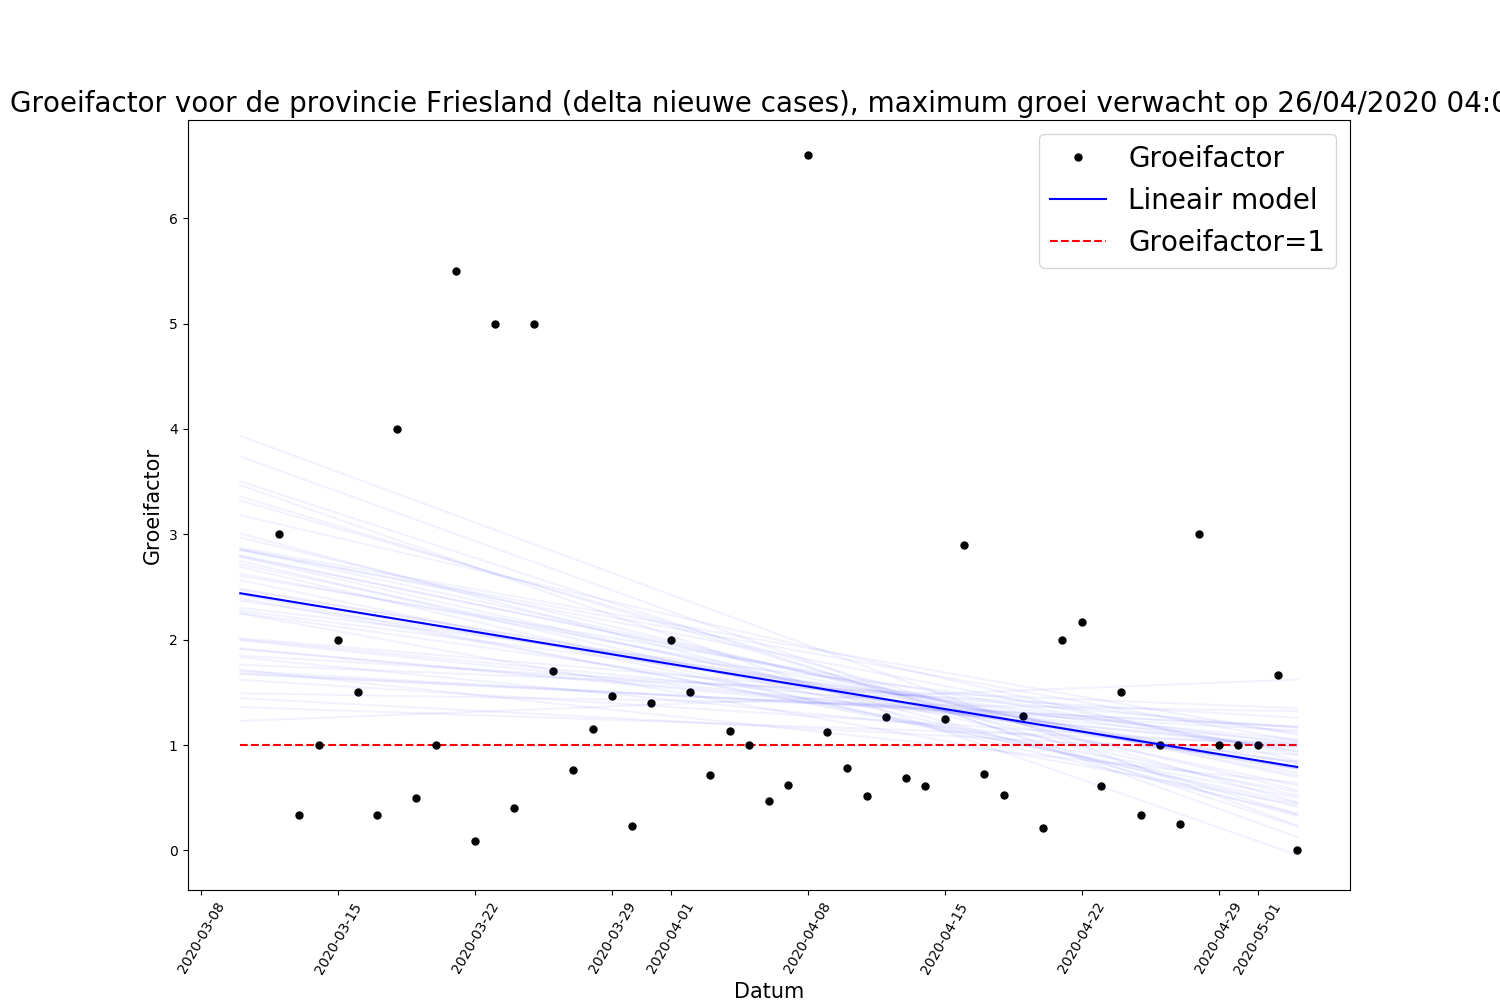 Groeifactor voor de provincie Friesland (delta nieuwe cases), maximum groei verwacht op 26/04/2020 04:0
Groeifactor
Lineair model
Groeifactor=1
Groeifactor
6
5
4
3
2
1
0
2020-03-08
2020-03-15
2020-03-22
2020-03-29
2020-04-01
2020-04-08
2020-04-15
2020-04-22
2020-04-29
2020-05-01
Datum